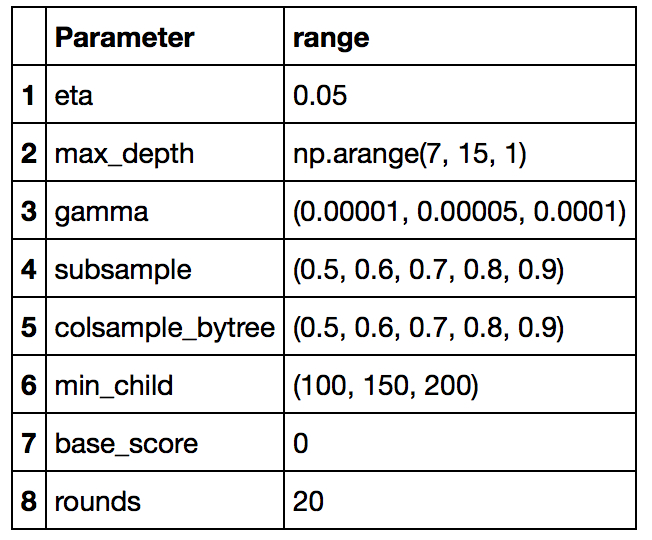 Parameter range
1 eta 0.05
2 max_depth np.arange(7, 15, 1)
3 gamma (0.00001, 0.00005, 0.0001)
4 subsample (0.5, 0.6, 0.7, 0.8, 0.9)
5 colsample_bytree (0.5, 0.6, 0.7, 0.8, 0.9)
6 min_child (100, 150, 200)
7 base_score 0
8 rounds 20